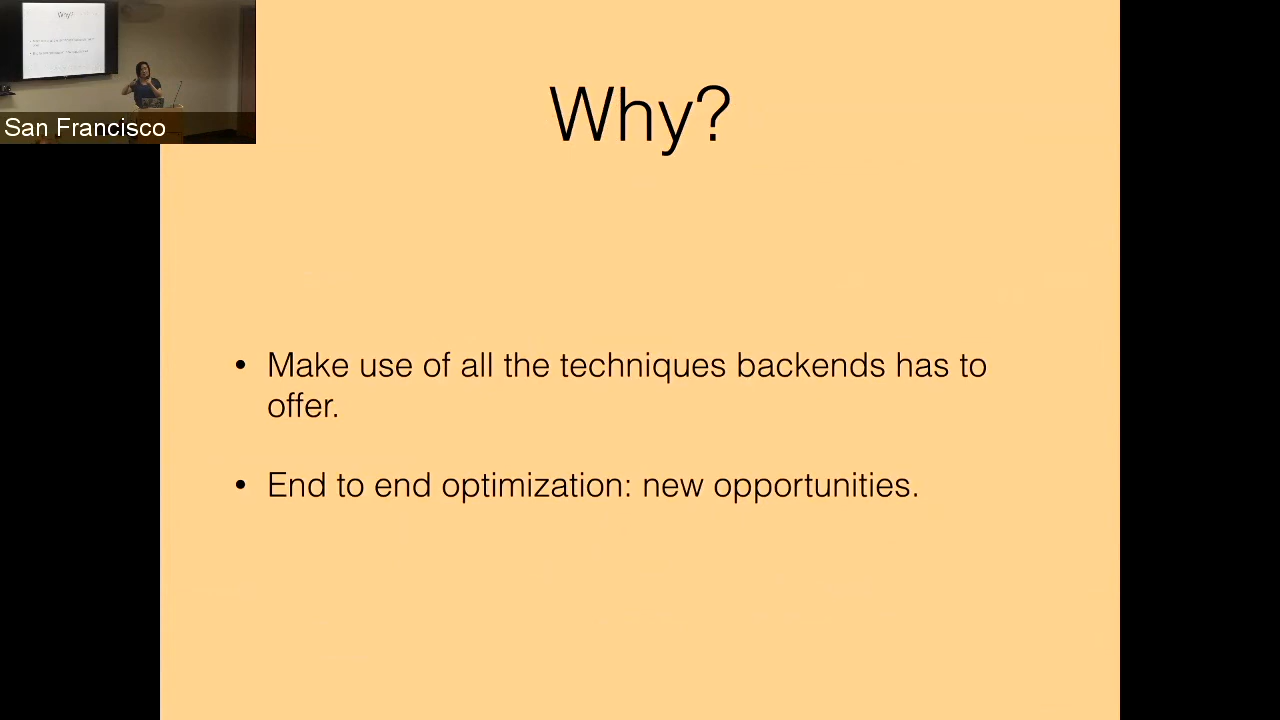 Why?
San Francisco
Why?
• Make use of all the techniques backends has to
offer.
• End to end optimization: new opportunities.